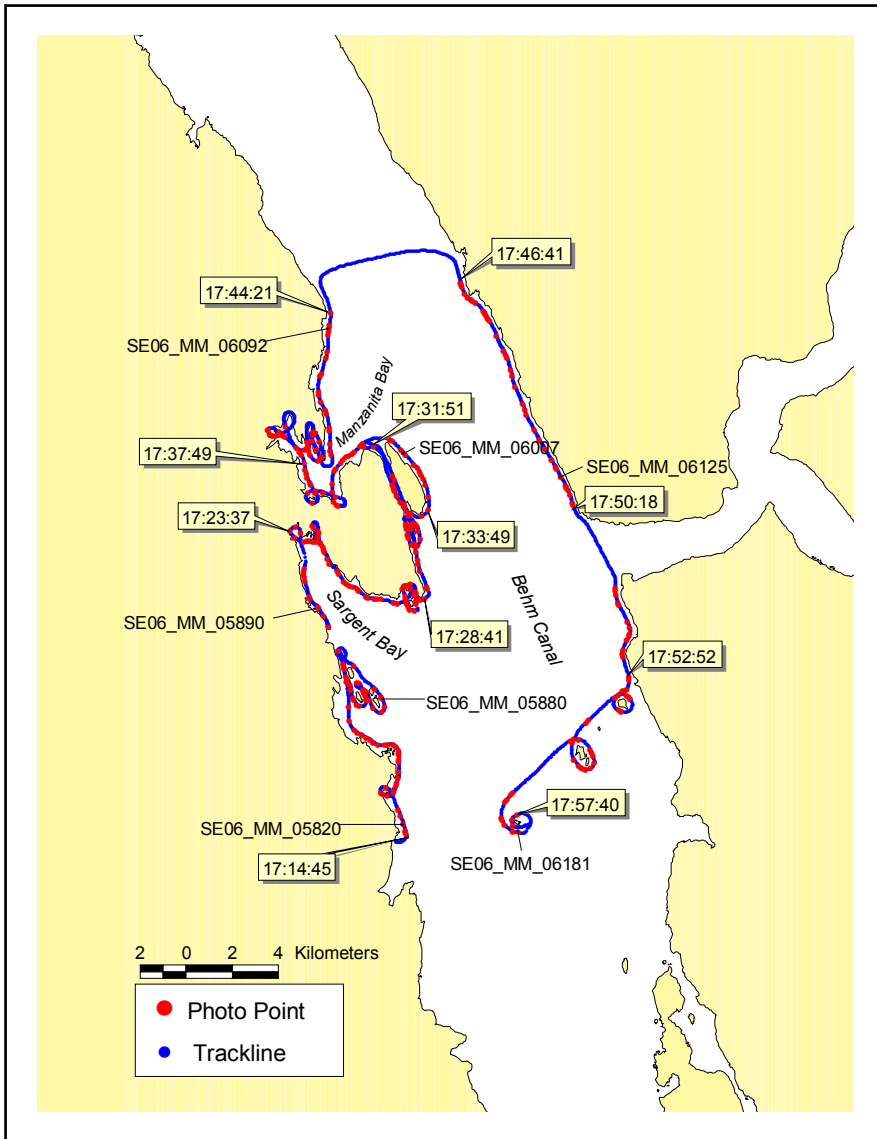 17:46:41
17:44:21
SE06_MM_06092
Manzanita Bay
17:31:51
SE06_MM_06007
17:37:49
SE06_MM_06125
17:50:18
17:23:37
17:33:49
Behm Canal
SE06_MM_05890
Sargent Bay
17:28:41
17:52:52
SE06_MM_05880
17:57:40
SE06_MM_05820
SE06_MM_06181
17:14:45
2 0 2 4 Kilometers
Photo Point
Trackline